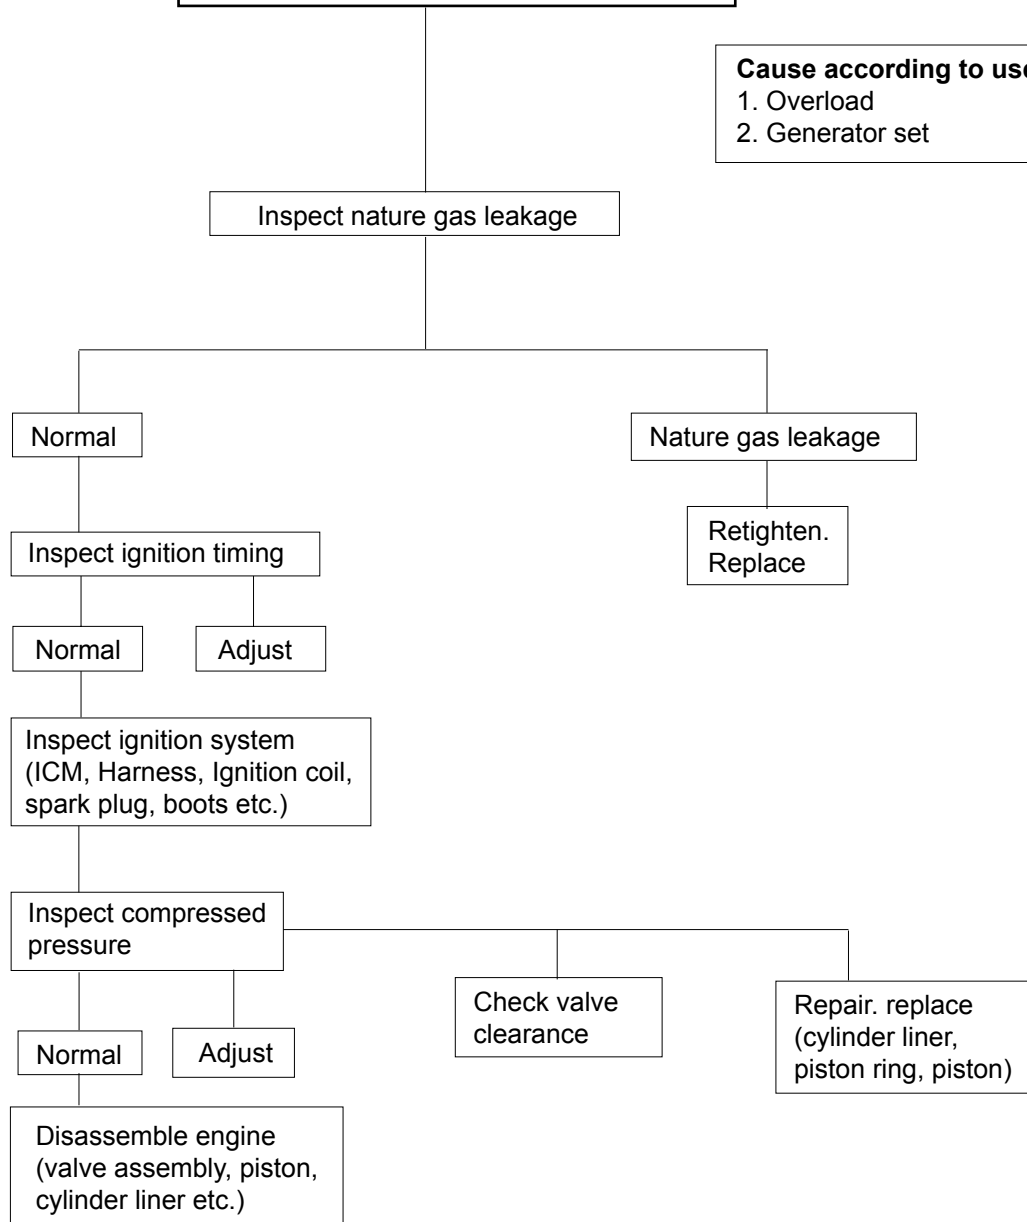 Cause according to use
1. Overload
2. Generator set
Inspect nature gas leakage
Normal
Nature gas leakage
Retighten.
Replace
Inspect ignition timing
Normal
Adjust
Inspect ignition system
(ICM, Harness, Ignition coil,
spark plug, boots etc.)
Inspect compressed
pressure
Check valve
clearance
Repair. replace
(cylinder liner,
piston ring, piston)
Normal
Adjust
Disassemble engine
(valve assembly, piston,
cylinder liner etc.)